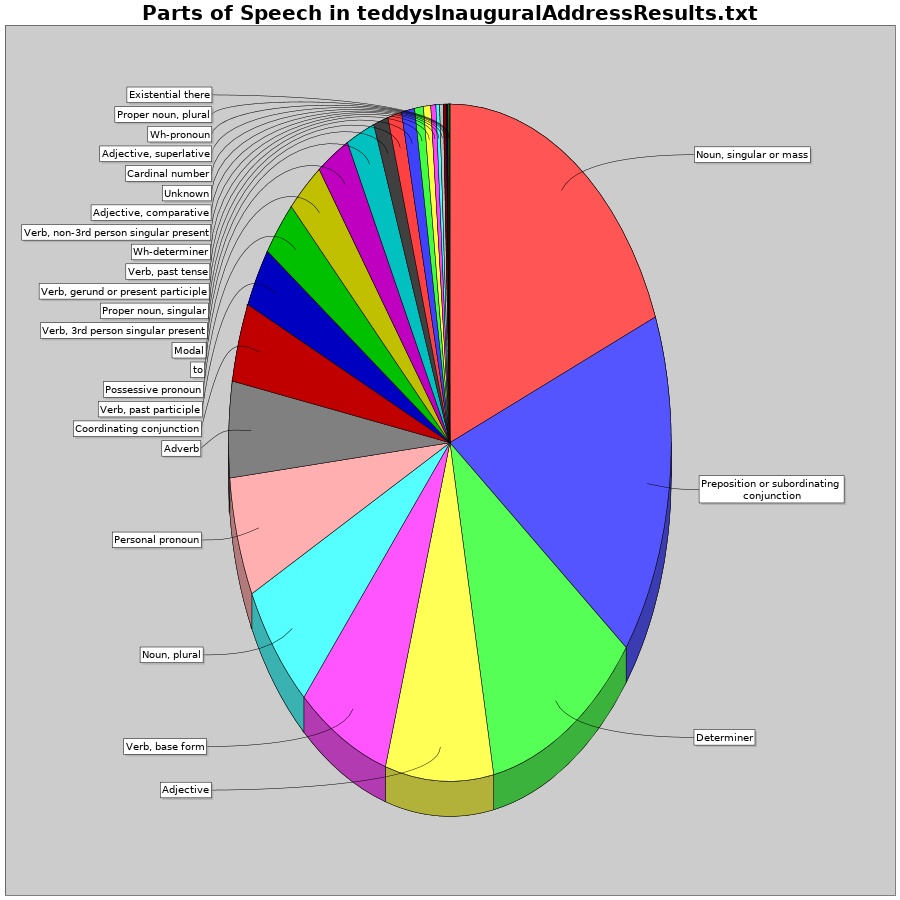 Parts of Speech in teddysInauguralAddressResults.txt
Existential there
Proper noun, plural
Wh-pronoun
Adjective, superlative
Cardinal number
Unknown
Adjective, comparative
Verb, non-3rd person singular present
Wh-determiner
Verb, past tense
Verb, gerund or present participle
Proper noun, singular
Verb, 3rd person singular present
Modal
to
Possessive pronoun
Verb, past participle
Coordinating conjunction
Adverb
Personal pronoun
Noun, plural
Verb, base form
Adjective
Noun, singular or mass
Preposition or subordinating
conjunction
Determiner